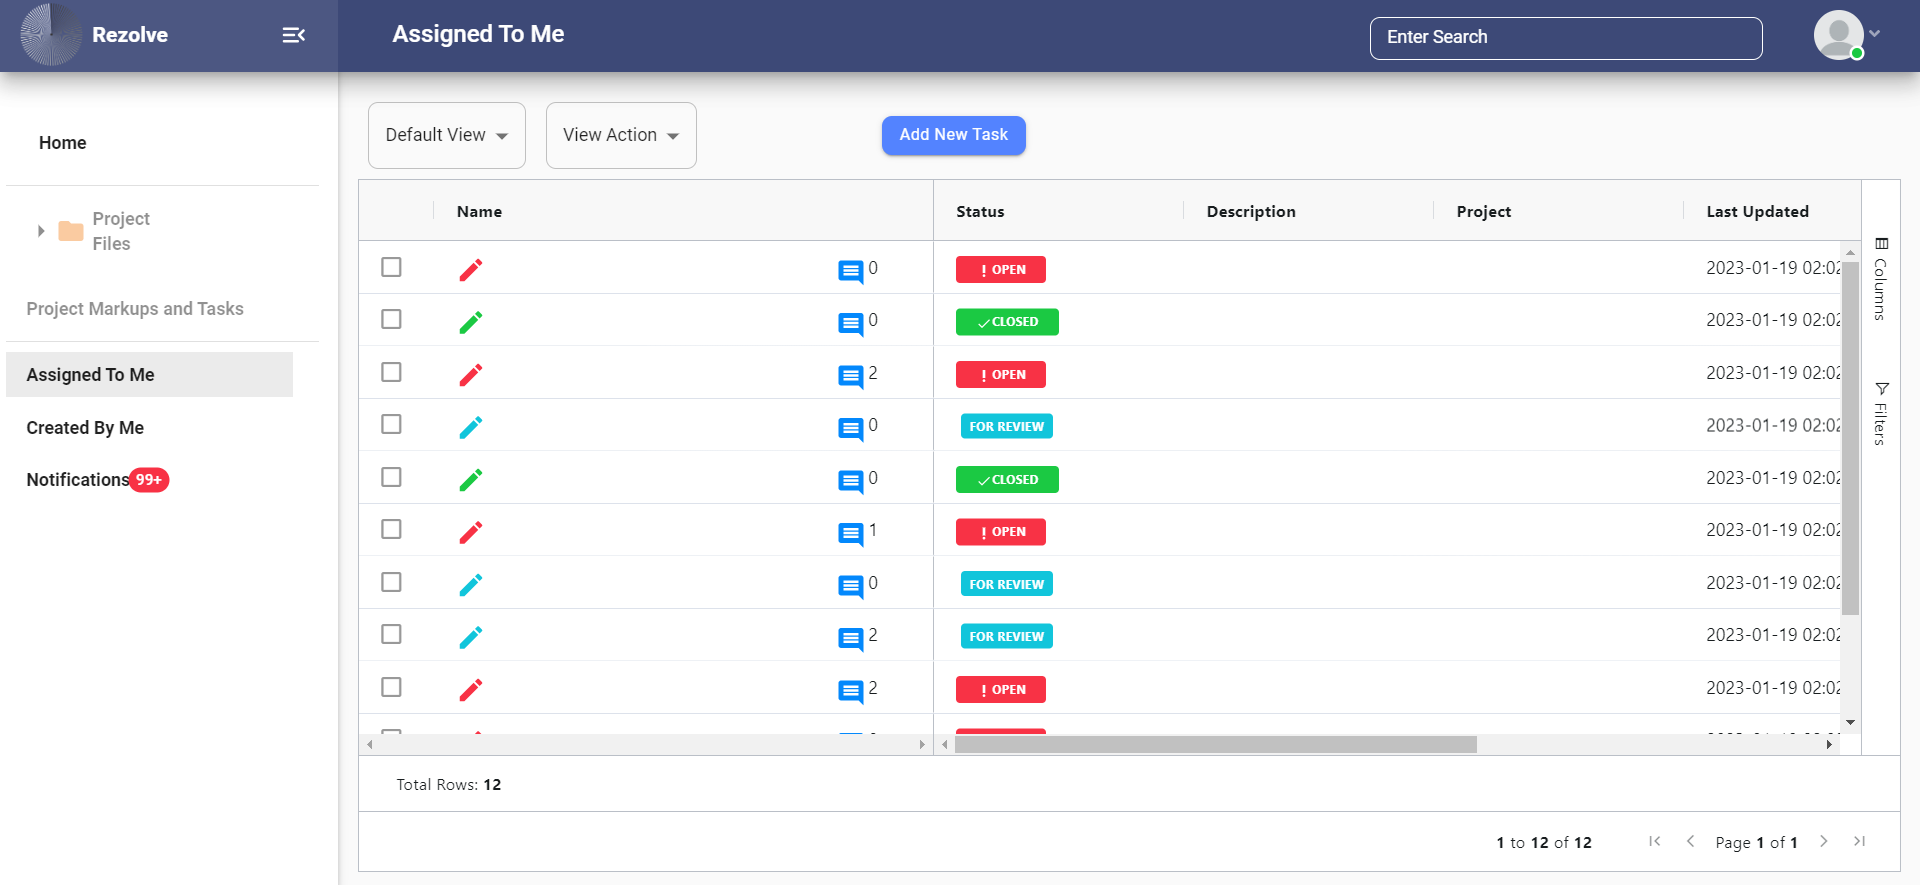 Rezolve
Assigned To Me
Enter Search
Home
Project
Files
Project Markups and Tasks
Assigned To Me
Created By Me
Notifications 99+
Default View
View Action
Add New Task
Name Status Description Project Last Updated
0 ! OPEN 2023-01-19 02:02
0 CLOSED 2023-01-19 02:02
2 ! OPEN 2023-01-19 02:02
0 FOR REVIEW 2023-01-19 02:02
0 CLOSED 2023-01-19 02:02
1 ! OPEN 2023-01-19 02:02
0 FOR REVIEW 2023-01-19 02:02
2 FOR REVIEW 2023-01-19 02:02
2 ! OPEN 2023-01-19 02:02
Columns
Filters
Total Rows: 12
1 to 12 of 12
Page 1 of 1